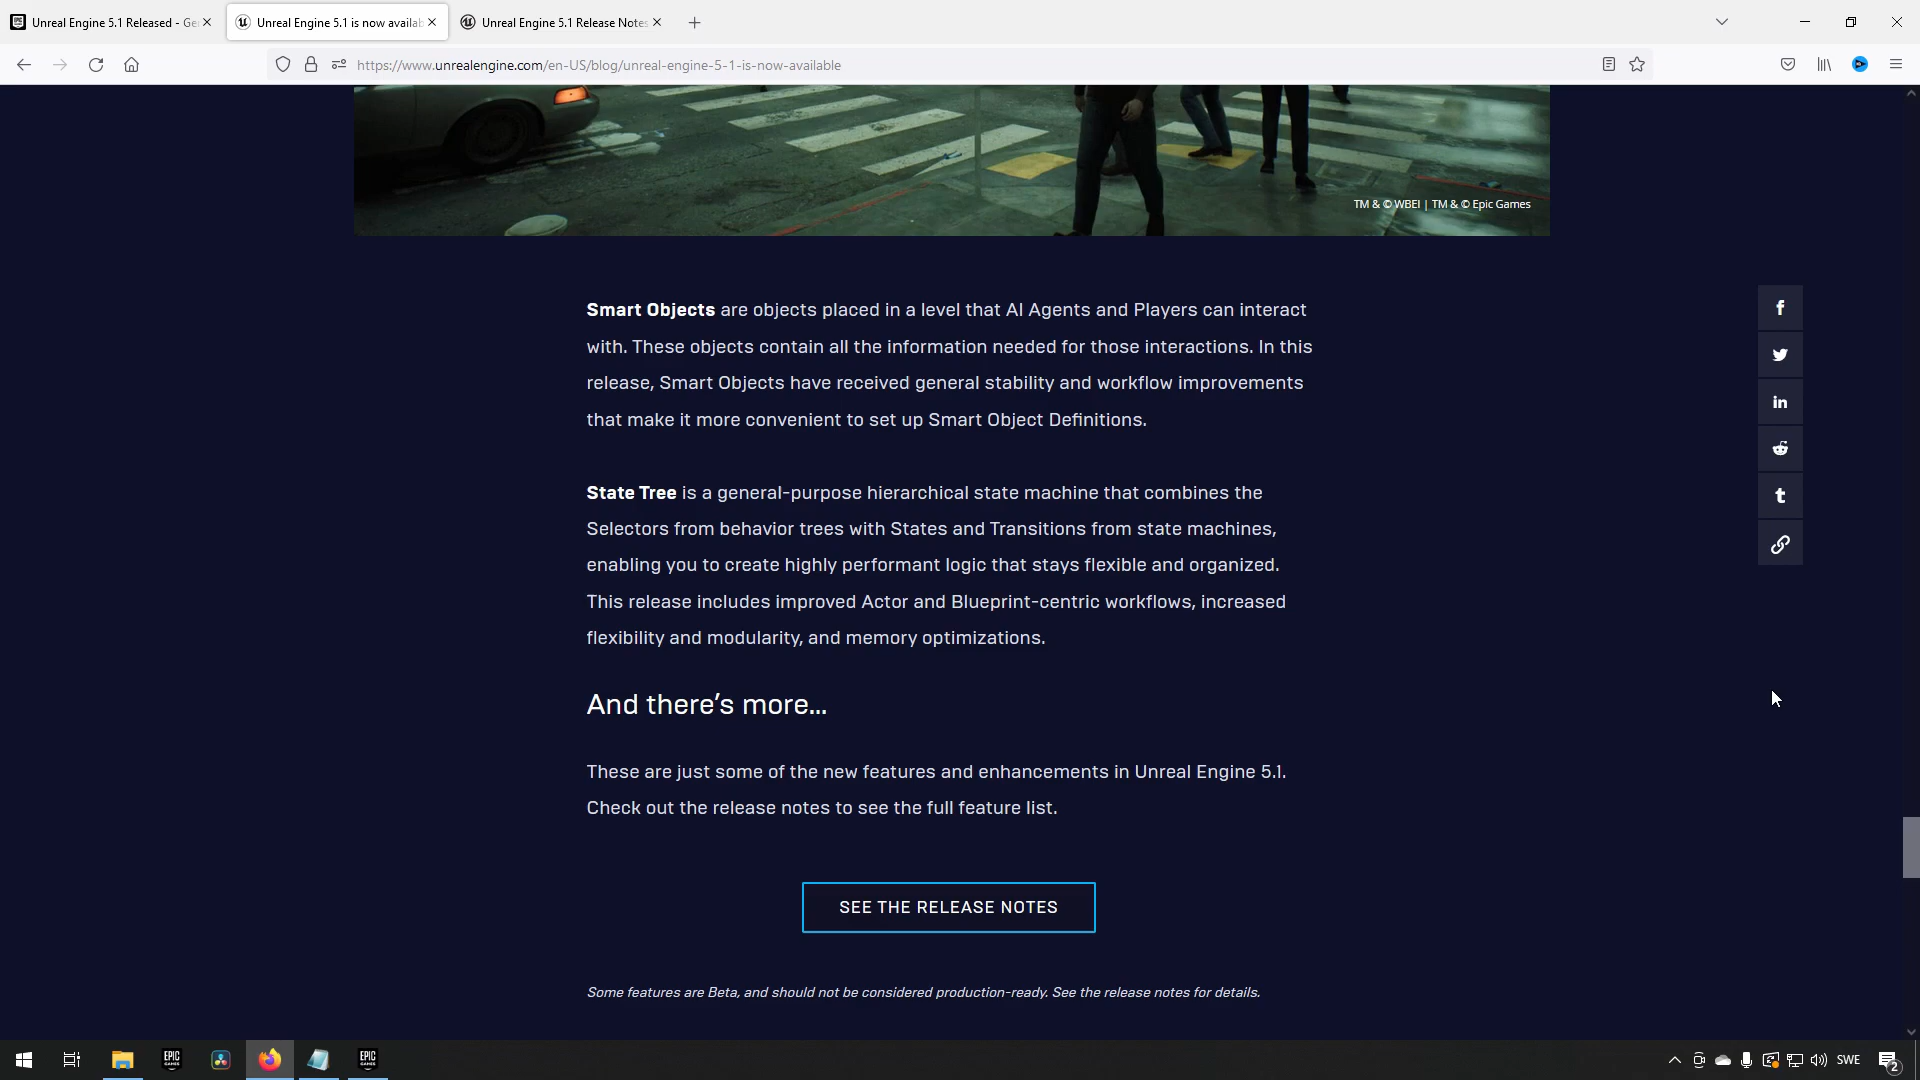 Unreal Engine 5.1 Released - Ge
Unreal Engine 5.1 is now availab
Unreal Engine 5.1 Release Notes
https://www.unrealengine.com/en-US/blog/unreal-engine-5-1-is-now-available
TM & © WBEI | TM & © Epic Games
Smart Objects are objects placed in a level that AI Agents and Players can interact
with. These objects contain all the information needed for those interactions. In this
release, Smart Objects have received general stability and workflow improvements
that make it more convenient to set up Smart Object Definitions.
State Tree is a general-purpose hierarchical state machine that combines the
Selectors from behavior trees with States and Transitions from state machines,
enabling you to create highly performant logic that stays flexible and organized.
This release includes improved Actor and Blueprint-centric workflows, increased
flexibility and modularity, and memory optimizations.
And there's more...
These are just some of the new features and enhancements in Unreal Engine 5.1.
Check out the release notes to see the full feature list.
SEE THE RELEASE NOTES
Some features are Beta, and should not be considered production-ready. See the release notes for details.
EPIC GAMES
EPIC GAMES
SWE
2